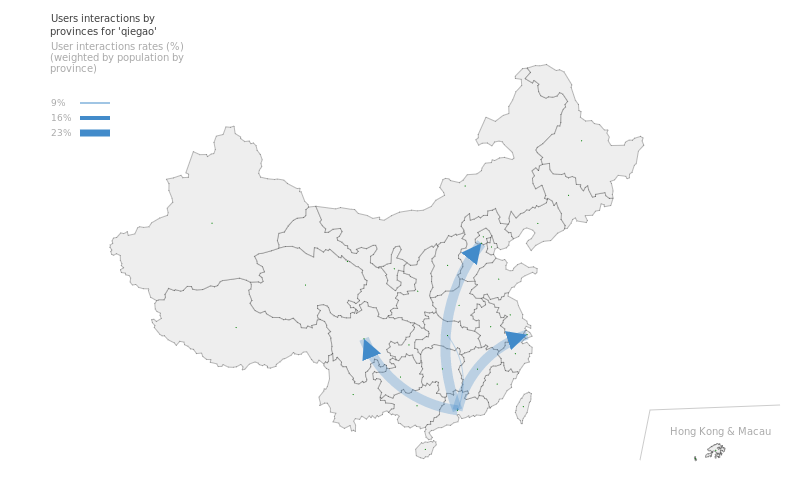 Users interactions by
provinces for 'qiegao'
User interactions rates (%)
(weighted by population by
province)
9%
16%
23%
Hong Kong & Macau